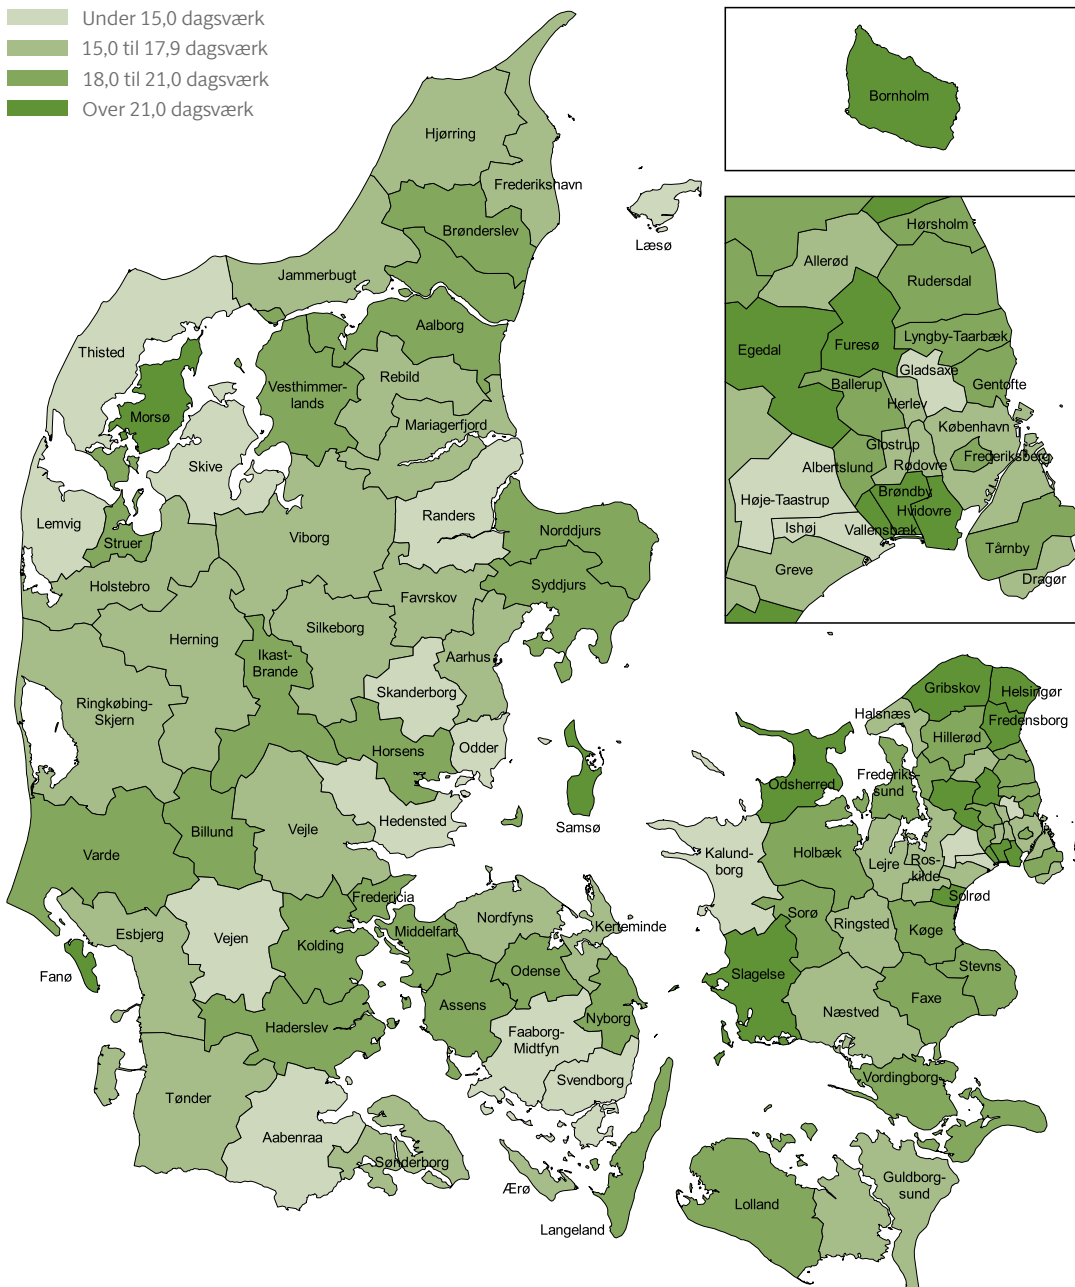 Under 15,0 dagsværk
15,0 til 17,9 dagsværk
18,0 til 21,0 dagsværk
Over 21,0 dagsværk
Bornholm
Hjørring
Frederikshavn
Læsø
Brønderslev
Jammerbugt
Aalborg
Thisted
Rebild
Vesthimmer-
lands
Morsø
Mariagerfjord
Skive
Lemvig
Randers
Struer
Viborg
Norddjurs
Syddjurs
Holstebro
Favrskov
Silkeborg
Herning
Ikast-
Brande
Aarhus
Skanderborg
Ringkøbing-
Skjern
Horsens
Odder
Samsø
Hedensted
Billund
Vejle
Varde
Fredericia
Esbjerg
Vejen
Kolding
Middelfart
Nordfyns
Kerteminde
Fanø
Odense
Assens
Haderslev
Nyborg
Faaborg-
Midtfyn
Svendborg
Tønder
Aabenraa
Sønderborg
Ærø
Langeland
Hørsholm
Allerød
Rudersdal
Egedal
Furesø
Lyngby-Taarbæk
Gladsaxe
Ballerup
Gentofte
Herlev
København
Glostrup
Frederiksberg
Albertslund
Rødovre
Høje-Taastrup
Brøndby
Hvidovre
Ishøj
Vallensbæk
Tårnby
Greve
Dragør
Gribskov
Helsingør
Halsnæs
Fredensborg
Hillerød
Odsherred
Frederiks-
sund
Kalund-
borg
Holbæk
Lejre
Ros-
kilde
Solrød
Sorø
Ringsted
Køge
Slagelse
Stevns
Næstved
Faxe
Vordingborg
Guldborg-
sund
Lolland